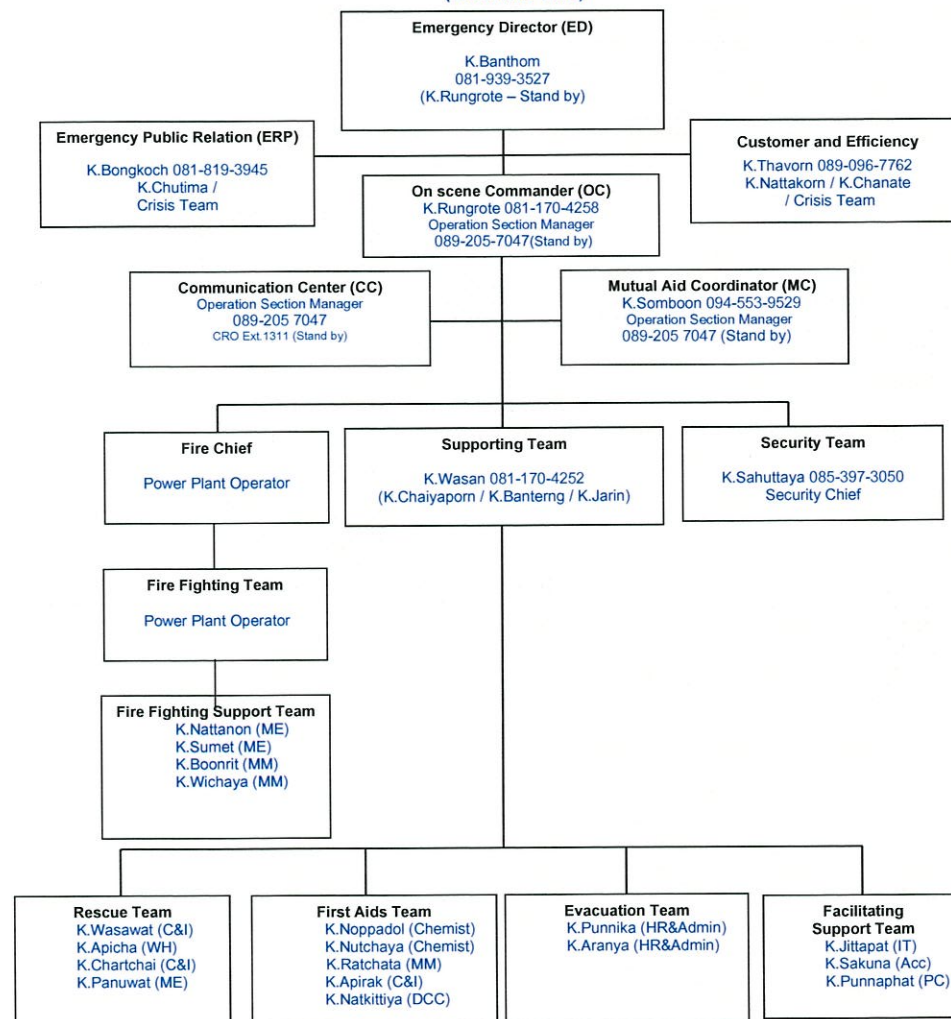 Emergency Director (ED)
K.Banthom
081-939-3527
(K.Rungrote – Stand by)
Emergency Public Relation (ERP)
K.Bongkoch 081-819-3945
K.Chutima /
Crisis Team
Customer and Efficiency
K.Thavorn 089-096-7762
K.Nattakorn / K.Chanate
/ Crisis Team
On scene Commander (OC)
K.Rungrote 081-170-4258
Operation Section Manager
089-205-7047(Stand by)
Communication Center (CC)
Operation Section Manager
089-205 7047
CRO Ext.1311 (Stand by)
Mutual Aid Coordinator (MC)
K.Somboon 094-553-9529
Operation Section Manager
089-205 7047 (Stand by)
Fire Chief
Power Plant Operator
Supporting Team
K.Wasan 081-170-4252
(K.Chaiyaporn / K.Banterng / K.Jarin)
Security Team
K.Sahuttaya 085-397-3050
Security Chief
Fire Fighting Team
Power Plant Operator
Fire Fighting Support Team
K.Nattanon (ME)
K.Sumet (ME)
K.Boonrit (MM)
K.Wichaya (MM)
Rescue Team
K.Wasawat (C&I)
K.Apicha (WH)
K.Chartchai (C&I)
K.Panuwat (ME)
First Aids Team
K.Noppadol (Chemist)
K.Nutchaya (Chemist)
K.Ratchata (MM)
K.Apirak (C&I)
K.Natkittiya (DCC)
Evacuation Team
K.Punnika (HR&Admin)
K.Aranya (HR&Admin)
Facilitating
Support Team
K.Jittapat (IT)
K.Sakuna (Acc)
K.Punnaphat (PC)